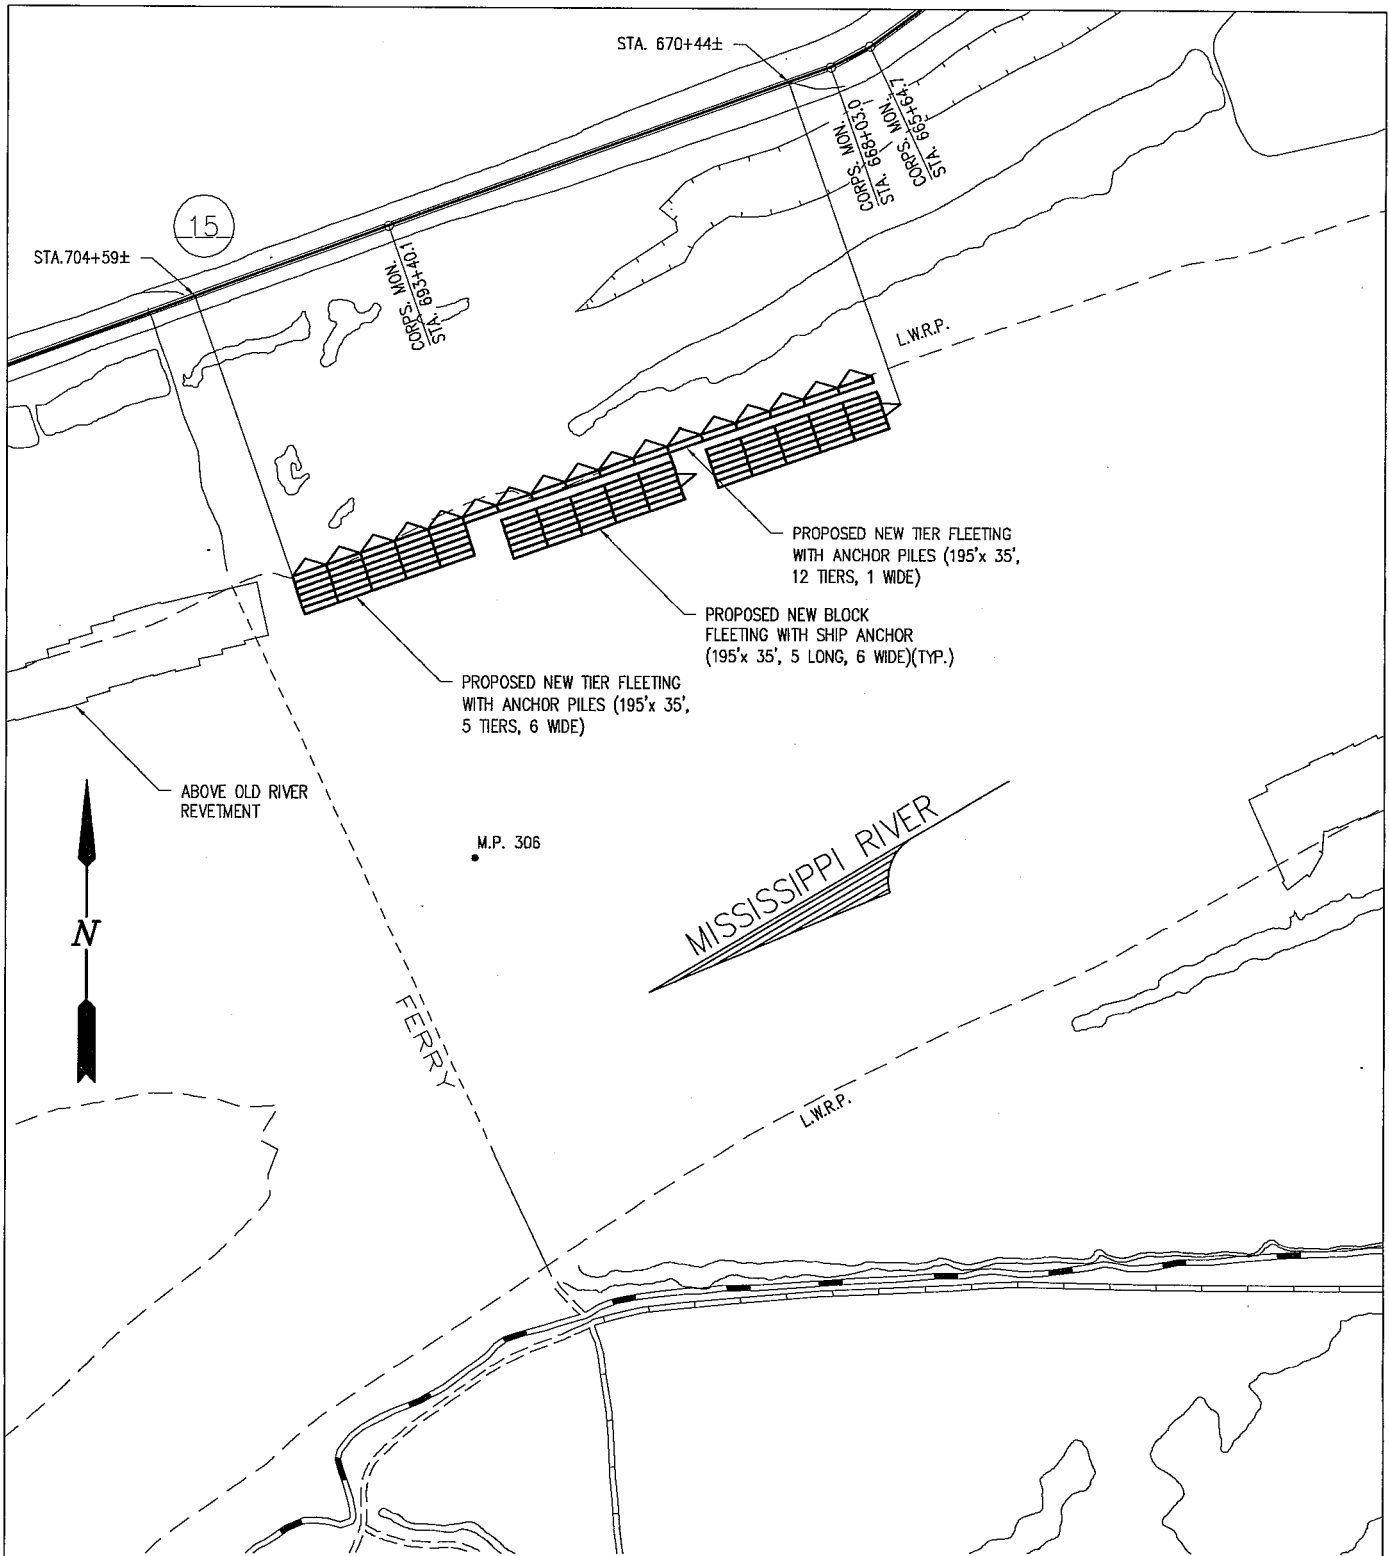 STA. 670+44±
CORPS. MON.
STA. 665+64.7
CORPS. MON.
STA. 668+03.0
15
STA.704+59±
CORPS. MON.
STA. 693+40.1
L.W.R.P.
PROPOSED NEW TIER FLEETING
WITH ANCHOR PILES (195'x 35',
12 TIERS, 1 WIDE)
PROPOSED NEW BLOCK
FLEETING WITH SHIP ANCHOR
(195'x 35', 5 LONG, 6 WIDE)(TYP.)
PROPOSED NEW TIER FLEETING
WITH ANCHOR PILES (195'x 35',
5 TIERS, 6 WIDE)
ABOVE OLD RIVER
REVETMENT
M.P. 306
MISSISSIPPI RIVER
N
FERRY
L.W.R.P.